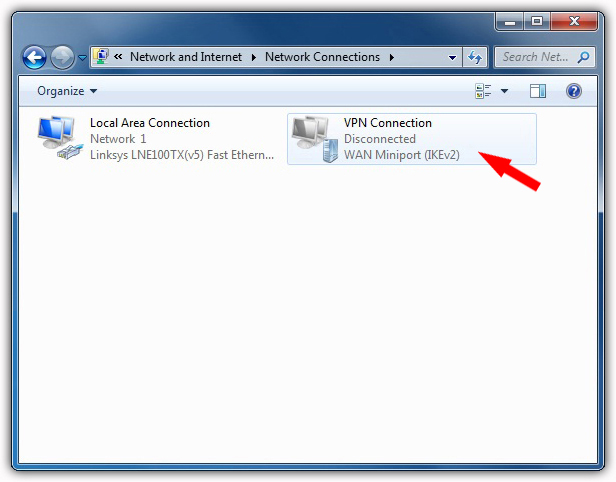 « Network and Internet Network Connections Search Net...
Organize
Local Area Connection
Network 1
Linksys LNE100TX(v5) Fast Ethern...
VPN Connection
Disconnected
WAN Miniport (IKEv2)